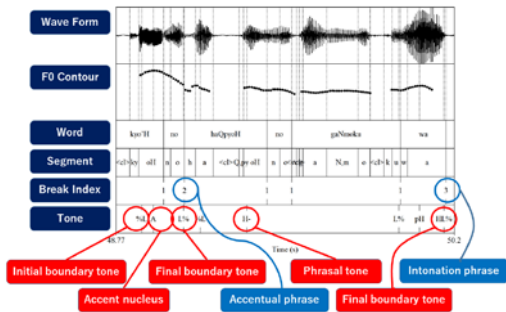 Wave Form
F0 Contour
Word kyo'H no haQpyoH no gaNmoku wa
Segment
Break Index 1 2 1 1 1 3
Tone %L A L% %L H- L% pH HL%
48.77 Time (s) 50.2
Initial boundary tone Final boundary tone Phrasal tone Intonation phrase
Accent nucleus Accentual phrase Final boundary tone